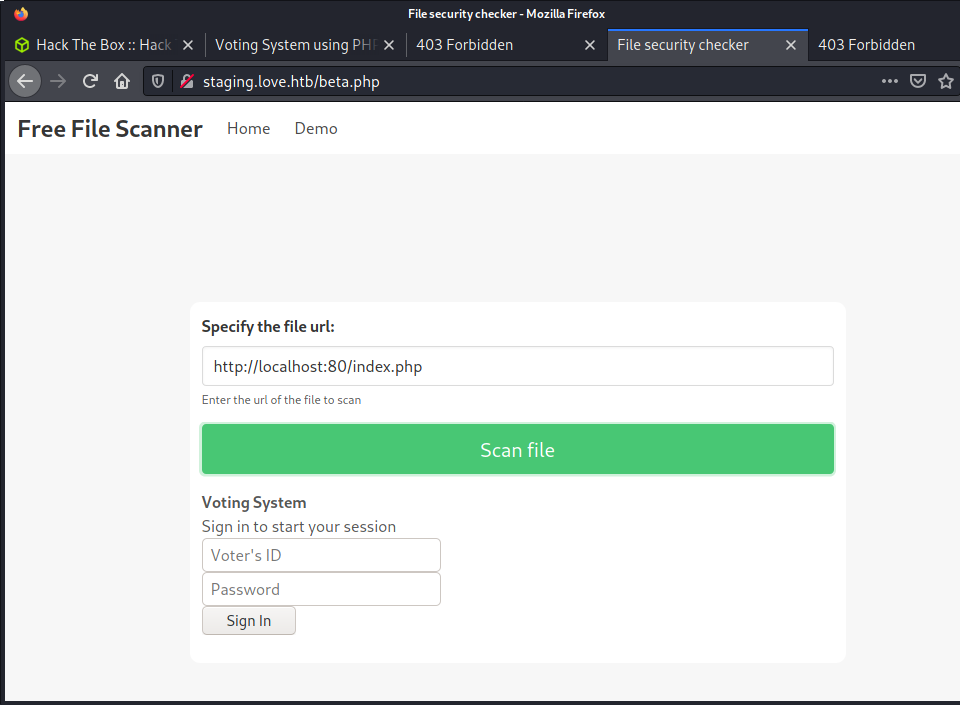 File security checker - Mozilla Firefox
Hack The Box :: Hack Voting System using PHP 403 Forbidden File security checker 403 Forbidden
staging.love.htb/beta.php
Free File Scanner Home Demo
Specify the file url:
http://localhost:80/index.php
Enter the url of the file to scan
Scan file
Voting System
Sign in to start your session
Voter's ID
Password
Sign In